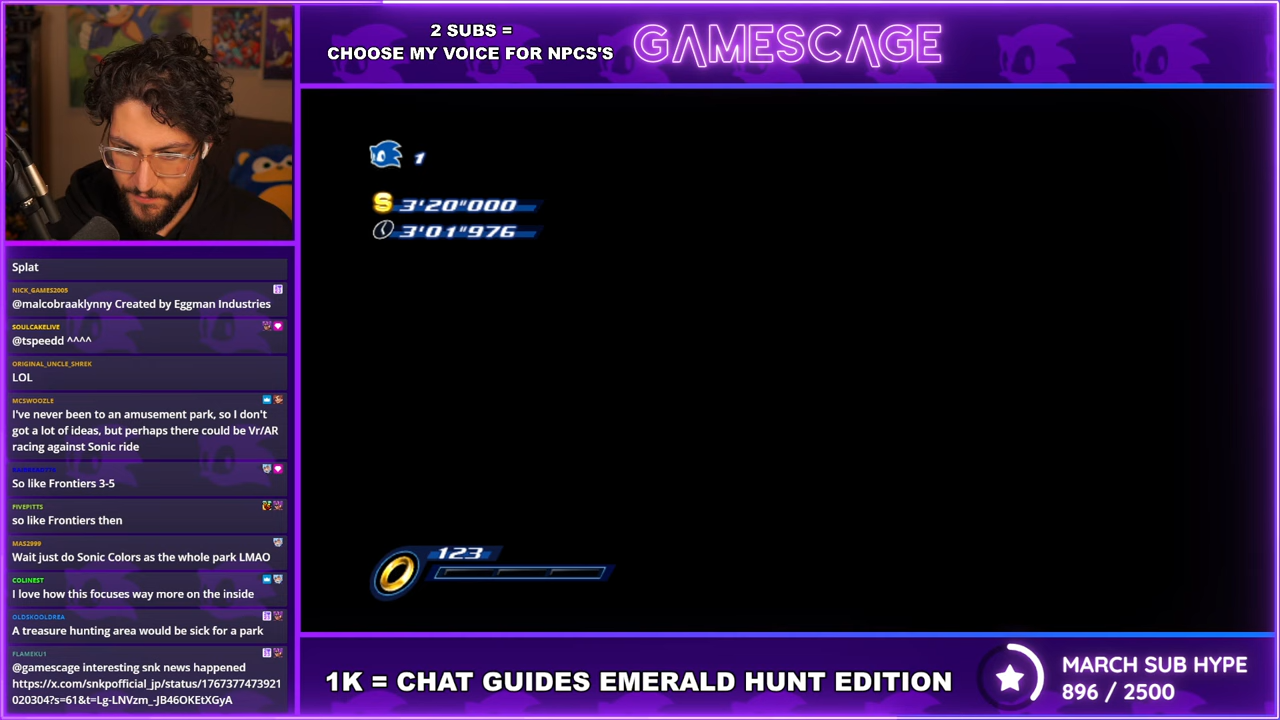 2 SUBS =
CHOOSE MY VOICE FOR NPCS'S
GAMESCAGE
1
S 3'20"000
3'01"976
123
Splat
NICK_GAMES2005
@malcobraaklynny Created by Eggman Industries
SOULCAKELIVE
@tspeedd ^^^^
ORIGINAL_UNCLE_SHREK
LOL
MCSWOOZLE
I've never been to an amusement park, so I don't
got a lot of ideas, but perhaps there could be Vr/AR
racing against Sonic ride
So like Frontiers 3-5
FIVEPITTS
so like Frontiers then
MAS2999
Wait just do Sonic Colors as the whole park LMAO
COLINEST
I love how this focuses way more on the inside
OLDSKOOLDREA
A treasure hunting area would be sick for a park
FLAMEKU1
@gamescage interesting snk news happened
https://x.com/snkpofficial_jp/status/1767377473921
020304?s=61&t=Lg-LNVzm_-JB46OKEtXGyA
1K = CHAT GUIDES EMERALD HUNT EDITION
MARCH SUB HYPE
896 / 2500